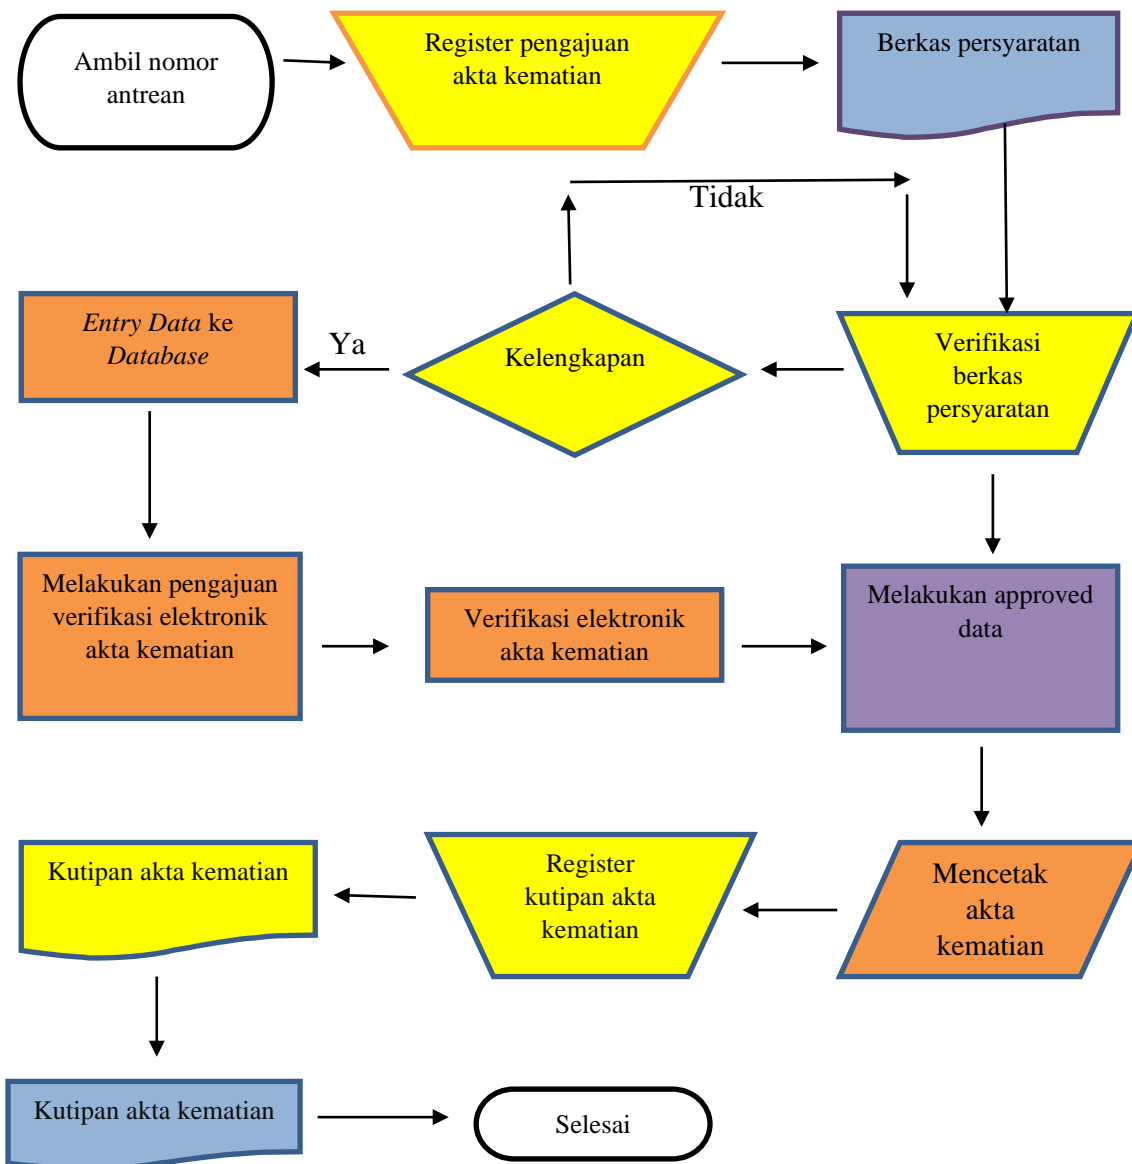 Ambil nomor
antrean
Register pengajuan
akta kematian
Berkas persyaratan
Tidak
Entry Data ke
Database
Ya
Kelengkapan
Verifikasi
berkas
persyaratan
Melakukan pengajuan
verifikasi elektronik
akta kematian
Verifikasi elektronik
akta kematian
Melakukan approved
data
Kutipan akta kematian
Register
kutipan akta
kematian
Mencetak
akta
kematian
Kutipan akta kematian
Selesai